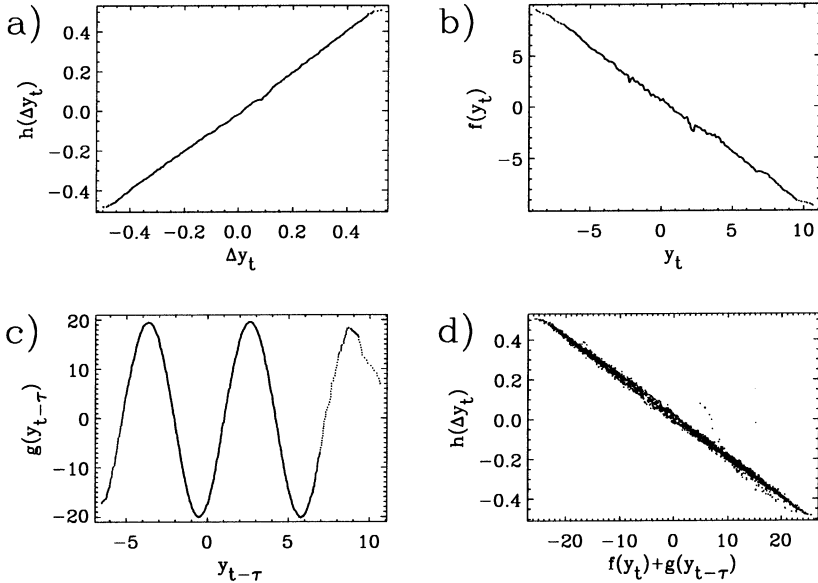 a)
0.4
0.2
0.0
−0.2
−0.4
h(Δy_t)
−0.4 −0.2 0.0 0.2 0.4
Δy_t
b)
5
0
−5
f(y_t)
−5 0 5 10
y_t
c)
20
10
0
−10
−20
g(y_{t−τ})
−5 0 5 10
y_{t−τ}
d)
0.4
0.2
0.0
−0.2
−0.4
h(Δy_t)
−20 −10 0 10 20
f(y_t)+g(y_{t−τ})